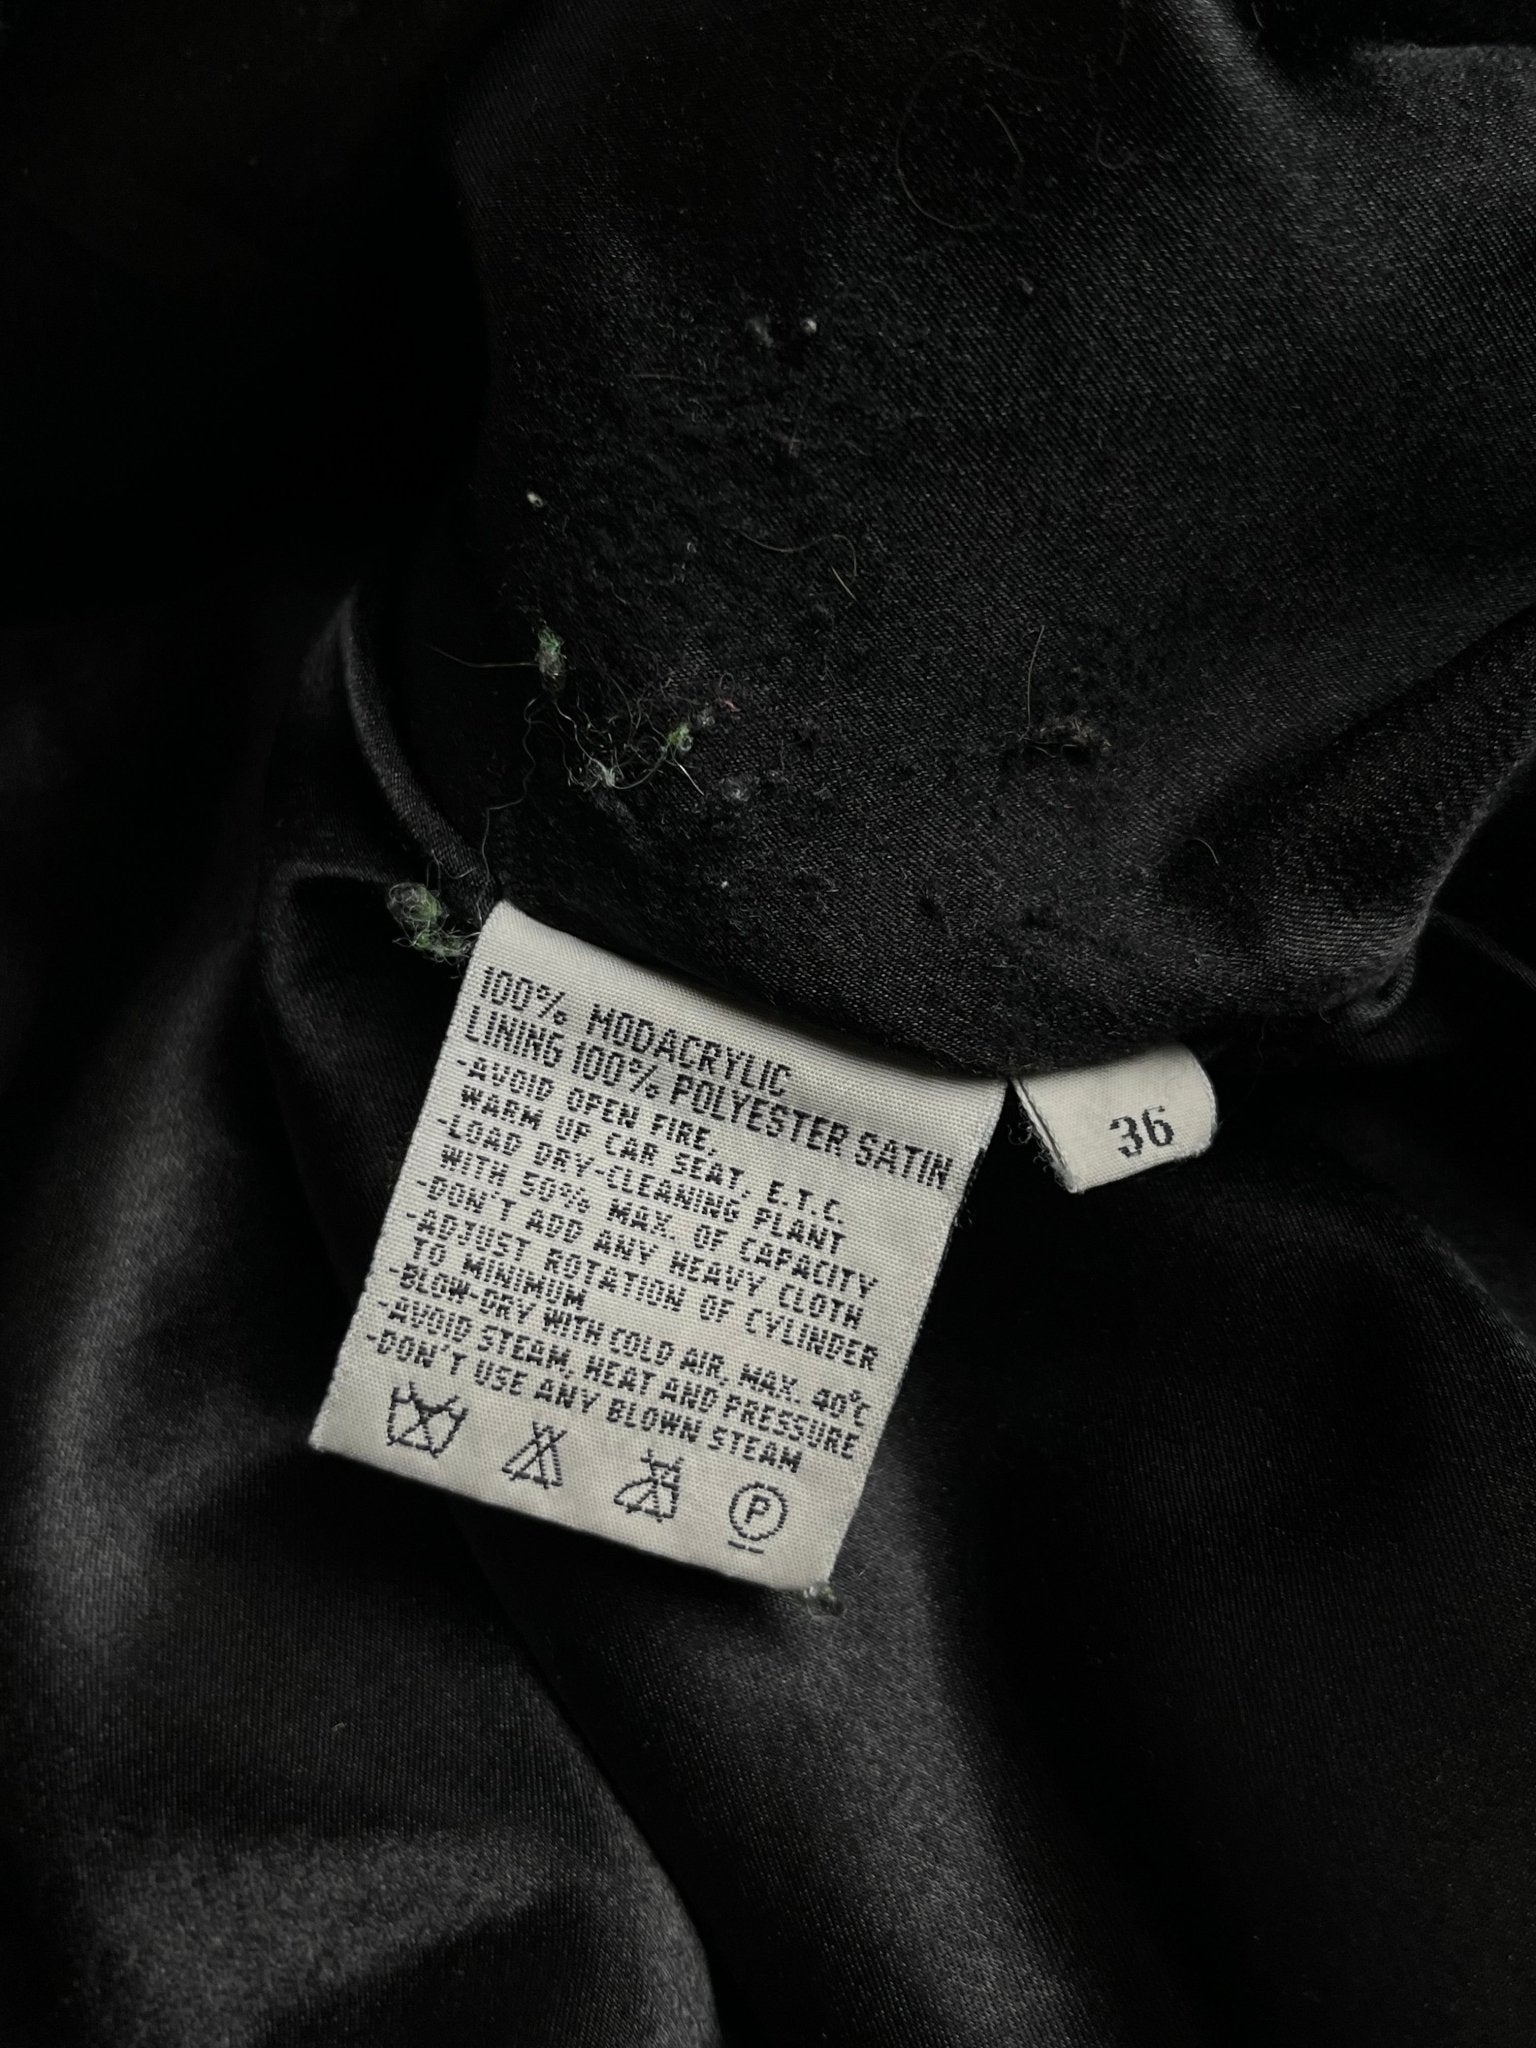 100% MODACRYLIC
LINING 100% POLYESTER SATIN
-AVOID OPEN FIRE,
WARM UP CAR SEAT, E.T.C.
-LOAD DRY-CLEANING PLANT
WITH 50% MAX. OF CAPACITY
-DON'T ADD ANY HEAVY CLOTH
-ADJUST ROTATION OF CYLINDER
TO MINIMUM
-BLOW-DRY WITH COLD AIR, MAX. 40°C
-AVOID STEAM, HEAT AND PRESSURE
-DON'T USE ANY BLOWN STEAM
P
36